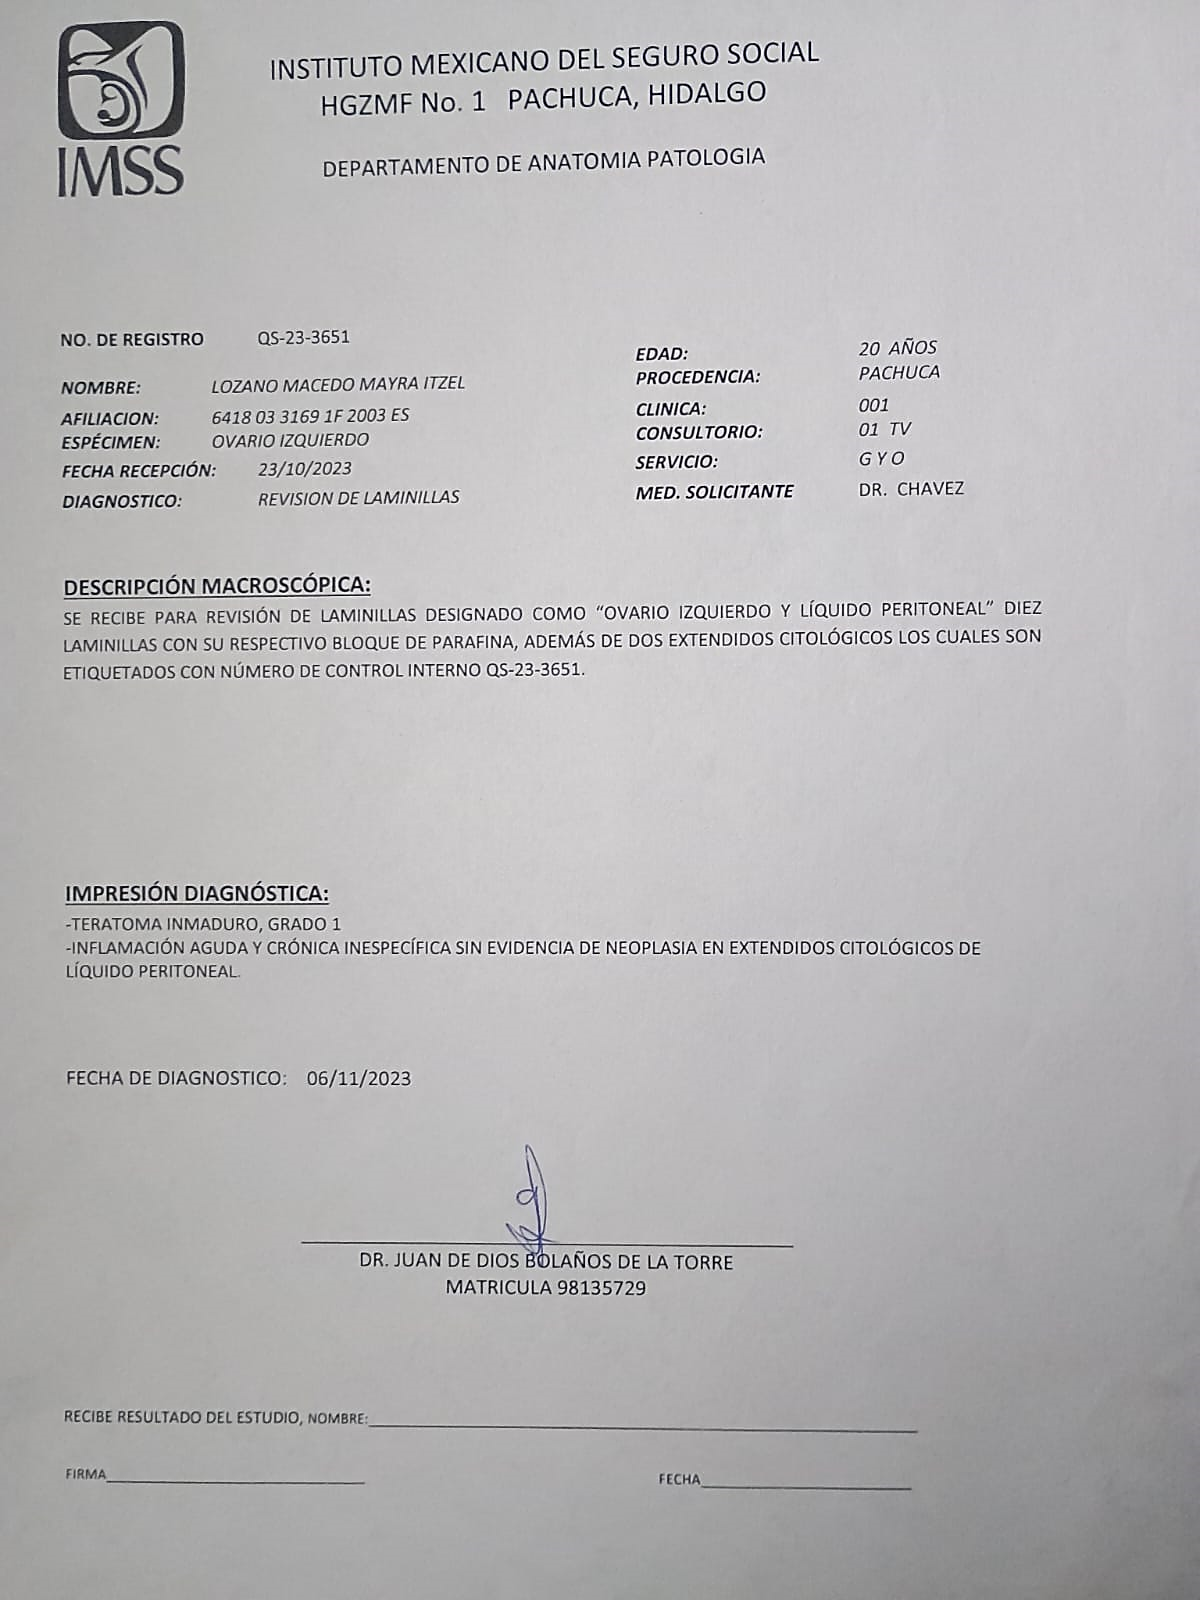 IMSS
INSTITUTO MEXICANO DEL SEGURO SOCIAL
HGZMF No. 1 PACHUCA, HIDALGO
DEPARTAMENTO DE ANATOMIA PATOLOGIA
NO. DE REGISTRO QS-23-3651
NOMBRE: LOZANO MACEDO MAYRA ITZEL
AFILIACION: 6418 03 3169 1F 2003 ES
ESPÉCIMEN: OVARIO IZQUIERDO
FECHA RECEPCIÓN: 23/10/2023
DIAGNOSTICO: REVISION DE LAMINILLAS
EDAD: 20 AÑOS
PROCEDENCIA: PACHUCA
CLINICA: 001
CONSULTORIO: 01 TV
SERVICIO: G Y O
MED. SOLICITANTE DR. CHAVEZ
DESCRIPCIÓN MACROSCÓPICA:
SE RECIBE PARA REVISIÓN DE LAMINILLAS DESIGNADO COMO “OVARIO IZQUIERDO Y LÍQUIDO PERITONEAL” DIEZ
LAMINILLAS CON SU RESPECTIVO BLOQUE DE PARAFINA, ADEMÁS DE DOS EXTENDIDOS CITOLÓGICOS LOS CUALES SON
ETIQUETADOS CON NÚMERO DE CONTROL INTERNO QS-23-3651.
IMPRESIÓN DIAGNÓSTICA:
-TERATOMA INMADURO, GRADO 1
-INFLAMACIÓN AGUDA Y CRÓNICA INESPECÍFICA SIN EVIDENCIA DE NEOPLASIA EN EXTENDIDOS CITOLÓGICOS DE
LÍQUIDO PERITONEAL.
FECHA DE DIAGNOSTICO: 06/11/2023
DR. JUAN DE DIOS BOLAÑOS DE LA TORRE
MATRICULA 98135729
RECIBE RESULTADO DEL ESTUDIO, NOMBRE:
FIRMA
FECHA